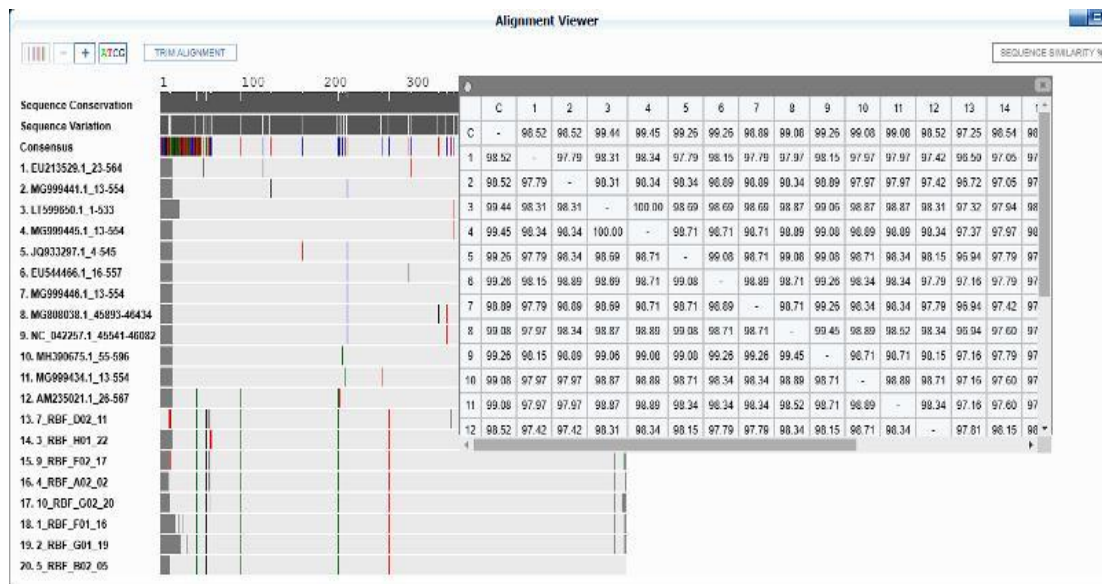 Alignment Viewer
- + ATCG TRIM ALIGNMENT SEQUENCE SIMILARITY %
1 100 200 300
Sequence Conservation
Sequence Variation
Consensus
1. EU213529.1_23-564
2. MG999441.1_13-554
3. LT599650.1_1-533
4. MG999445.1_13-554
5. JQ933297.1_4-545
6. EU544466.1_16-557
7. MG999446.1_13-554
8. MG808038.1_45893-46434
9. NC_042257.1_45541-46082
10. MH390675.1_55-596
11. MG999434.1_13-554
12. AM235021.1_26-567
13. 7_RBF_D02_11
14. 3_RBF_H01_22
15. 9_RBF_F02_17
16. 4_RBF_A02_02
17. 10_RBF_G02_20
18. 1_RBF_F01_16
19. 2_RBF_G01_19
20. 5_RBF_B02_05
C 1 2 3 4 5 6 7 8 9 10 11 12 13 14 1
C - 98.52 98.52 99.44 99.45 99.26 99.26 98.89 99.08 99.26 99.08 99.08 98.52 97.25 98.54 98
1 98.52 - 97.79 98.31 98.34 97.79 98.15 97.79 97.97 98.15 97.97 97.97 97.42 96.50 97.05 97
2 98.52 97.79 - 98.31 98.34 98.34 98.89 98.89 98.34 98.89 97.97 97.97 97.42 96.72 97.05 97
3 99.44 98.31 98.31 - 100.00 98.69 98.69 98.69 98.87 99.06 98.87 98.87 98.31 97.32 97.94 98
4 99.45 98.34 98.34 100.00 - 98.71 98.71 98.71 98.89 99.08 98.89 98.89 98.34 97.37 97.97 98
5 99.26 97.79 98.34 98.69 98.71 - 99.08 98.71 99.08 99.08 98.71 98.34 98.15 96.94 97.79 97
6 99.26 98.15 98.89 98.69 98.71 99.08 - 98.89 98.71 99.26 98.34 98.34 97.79 97.16 97.79 97
7 98.89 97.79 98.89 98.69 98.71 98.71 98.89 - 98.71 99.26 98.34 98.34 97.79 96.94 97.42 97
8 99.08 97.97 98.34 98.87 98.89 99.08 98.71 98.71 - 99.45 98.89 98.52 98.34 96.94 97.60 97
9 99.26 98.15 98.89 99.06 99.08 99.08 99.26 99.26 99.45 - 98.71 98.71 98.15 97.16 97.79 97
10 99.08 97.97 97.97 98.87 98.89 98.71 98.34 98.34 98.89 98.71 - 98.89 98.71 97.16 97.60 97
11 99.08 97.97 97.97 98.87 98.89 98.34 98.34 98.34 98.52 98.71 98.89 - 98.34 97.16 97.60 97
12 98.52 97.42 97.42 98.31 98.34 98.15 97.79 97.79 98.34 98.15 98.71 98.34 - 97.81 98.15 98